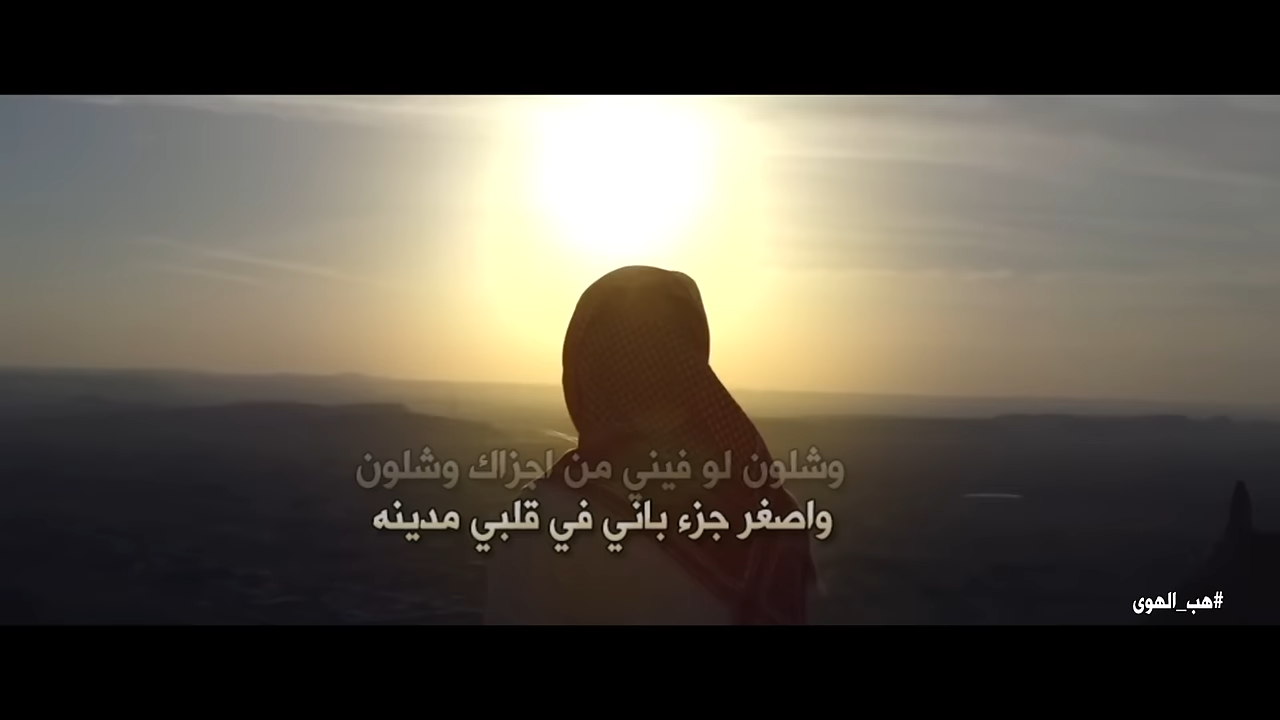 وشلون لو فيني من اجزاك وشلون
واصغر جزء باني في قلبي مدينه
#هب_الهوى